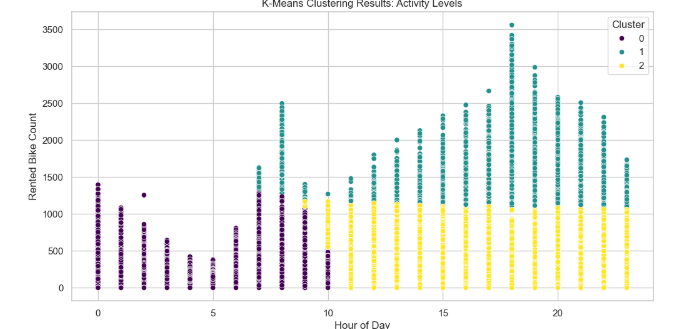 K-Means Clustering Results: Activity Levels
Cluster
0
1
2
3500
3000
2500
2000
1500
1000
500
0
Rented Bike Count
0 5 10 15 20
Hour of Day